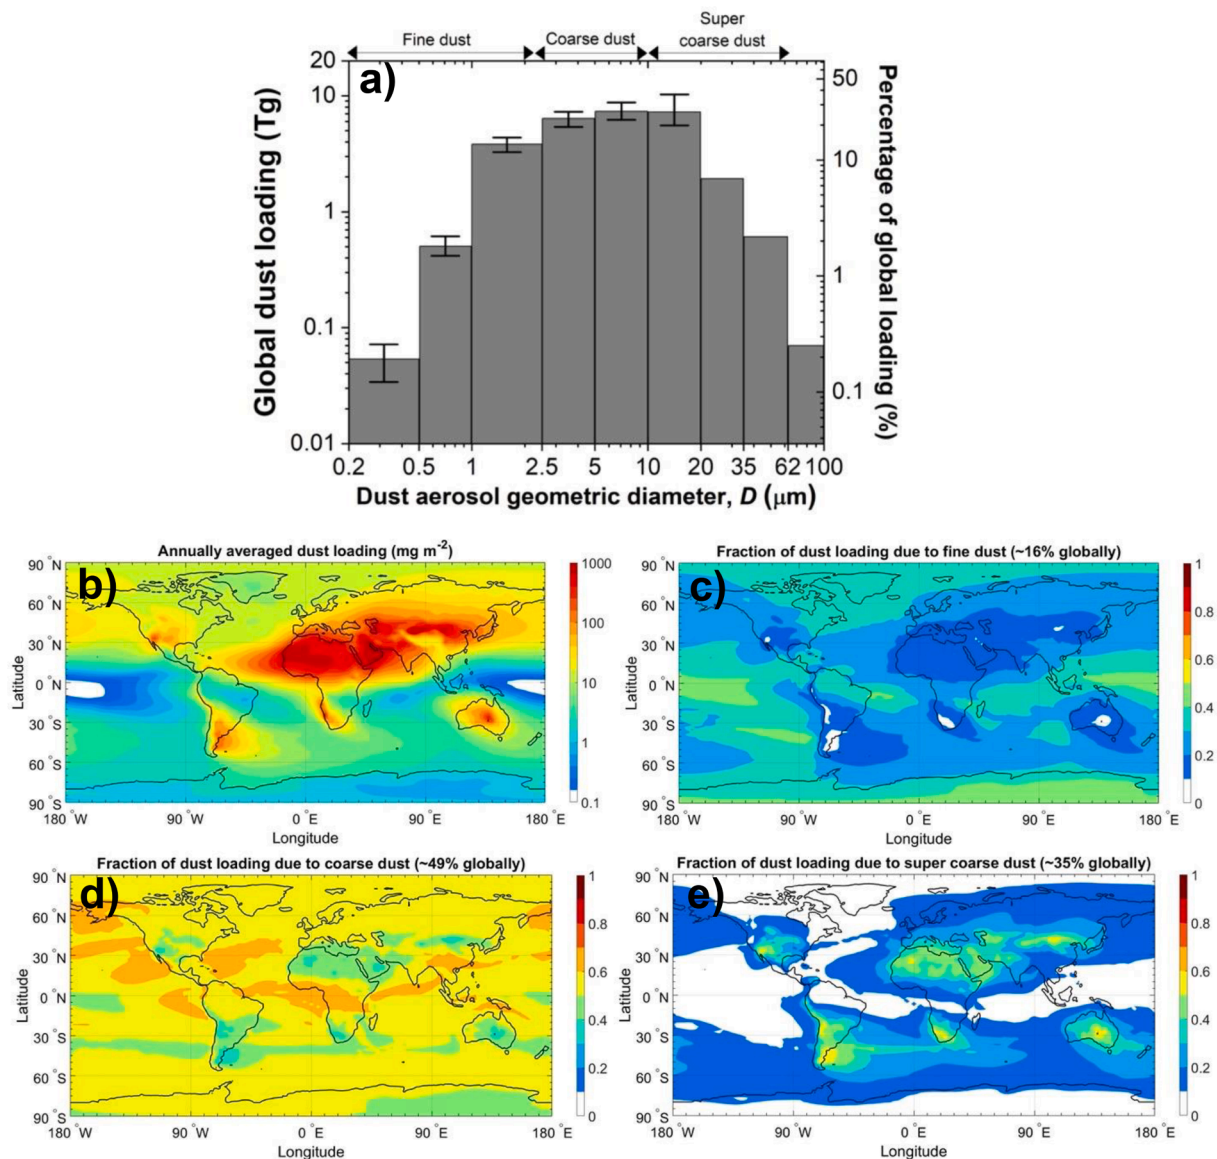 Fine dust
Coarse dust
Super
coarse dust
a)
Global dust loading (Tg)
20
10
1
0.1
0.01
Percentage of global loading (%)
50
10
1
0.1
0.2 0.5 1 2.5 5 10 20 35 62 100
Dust aerosol geometric diameter, D (μm)
Annually averaged dust loading (mg m-2)
b)
Latitude
90 °N
60 °N
30 °N
0 °N
30 °S
60 °S
90 °S
180 °W 90 °W 0 °E 90 °E 180 °E
Longitude
1000
100
10
1
0.1
Fraction of dust loading due to fine dust (~16% globally)
c)
Latitude
90 °N
60 °N
30 °N
0 °N
30 °S
60 °S
90 °S
180 °W 90 °W 0 °E 90 °E 180 °E
Longitude
1
0.8
0.6
0.4
0.2
0
Fraction of dust loading due to coarse dust (~49% globally)
d)
Latitude
90 °N
60 °N
30 °N
0 °N
30 °S
60 °S
90 °S
180 °W 90 °W 0 °E 90 °E 180 °E
Longitude
1
0.8
0.6
0.4
0.2
0
Fraction of dust loading due to super coarse dust (~35% globally)
e)
Latitude
90 °N
60 °N
30 °N
0 °N
30 °S
60 °S
90 °S
180 °W 90 °W 0 °E 90 °E 180 °E
Longitude
1
0.8
0.6
0.4
0.2
0